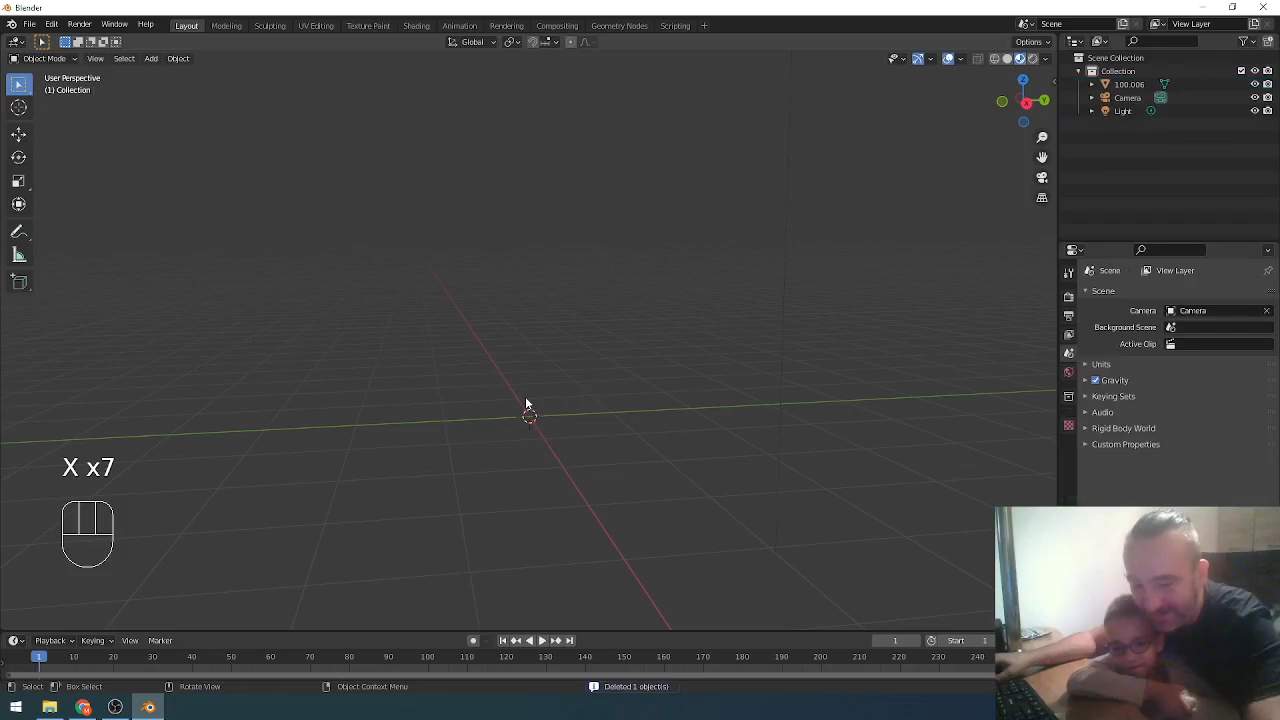 Blender
File Edit Render Window Help Layout Modeling Sculpting UV Editing Texture Paint Shading Animation Rendering Compositing Geometry Nodes Scripting + Scene View Layer
Global Options
Object Mode View Select Add Object
User Perspective
(1) Collection
Z
Y
X
Scene Collection
Collection
100.006
Camera
Light
Scene View Layer
Scene
Camera Camera
Background Scene
Active Clip
Units
Gravity
Keying Sets
Audio
Rigid Body World
Custom Properties
X x7
Playback Keying View Marker 1 Start 1
1 10 20 30 40 50 60 70 80 90 100 110 120 130 140 150 160 170 180 190 200 210 220 230 240
Select Box Select Rotate View Object Context Menu Deleted 1 object(s)